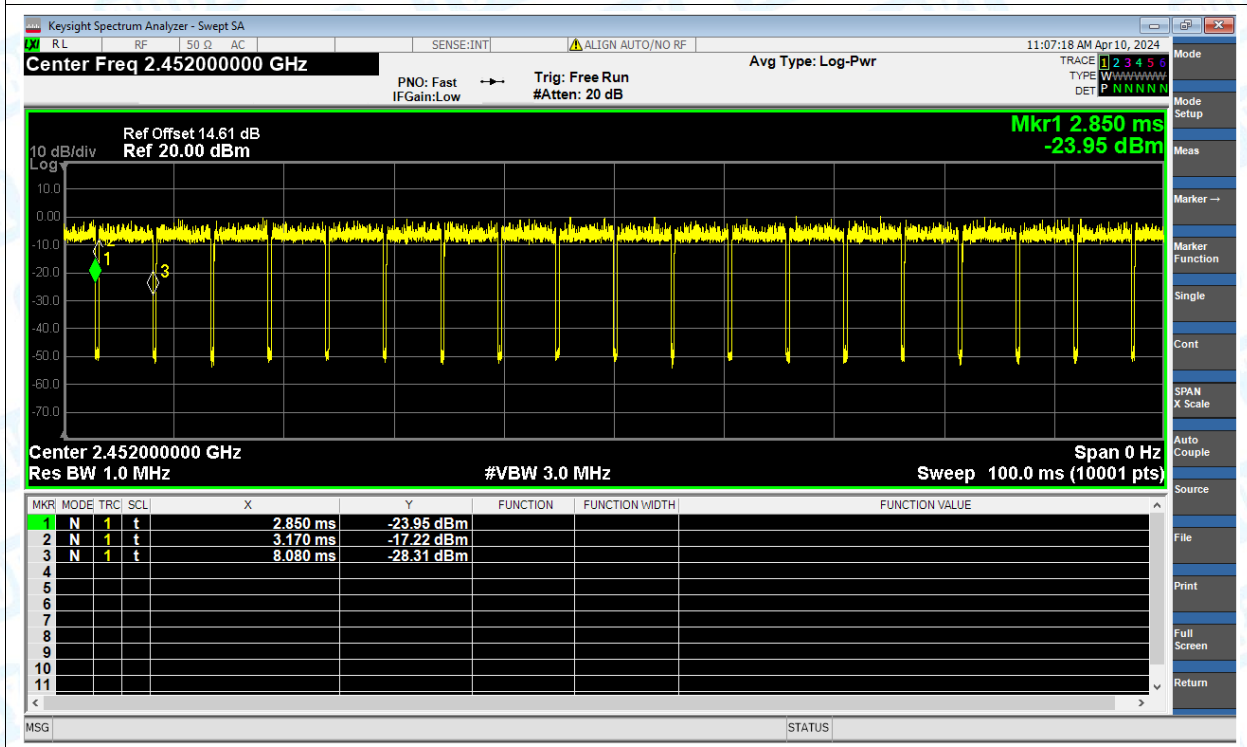 Keysight Spectrum Analyzer - Swept SA
LXI RL RF 50 Ω AC SENSE:INT ALIGN AUTO/NO RF 11:07:18 AM Apr 10, 2024
Center Freq 2.452000000 GHz
PNO: Fast
IFGain:Low
Trig: Free Run
#Atten: 20 dB
Avg Type: Log-Pwr
TRACE 1 2 3 4 5 6
TYPE WWWWWW
DET P N N N N N
Mkr1 2.850 ms
-23.95 dBm
Ref Offset 14.61 dB
10 dB/div Ref 20.00 dBm
Log
10.0
0.00
-10.0
-20.0
-30.0
-40.0
-50.0
-60.0
-70.0
1
2
3
Center 2.452000000 GHz Span 0 Hz
Res BW 1.0 MHz #VBW 3.0 MHz Sweep 100.0 ms (10001 pts)
MKR MODE TRC SCL X Y FUNCTION FUNCTION WIDTH FUNCTION VALUE
1 N 1 t 2.850 ms -23.95 dBm
2 N 1 t 3.170 ms -17.22 dBm
3 N 1 t 8.080 ms -28.31 dBm
4
5
6
7
8
9
10
11
MSG STATUS
Mode
Mode
Setup
Meas
Marker →
Marker
Function
Single
Cont
SPAN
X Scale
Auto
Couple
Source
File
Print
Full
Screen
Return